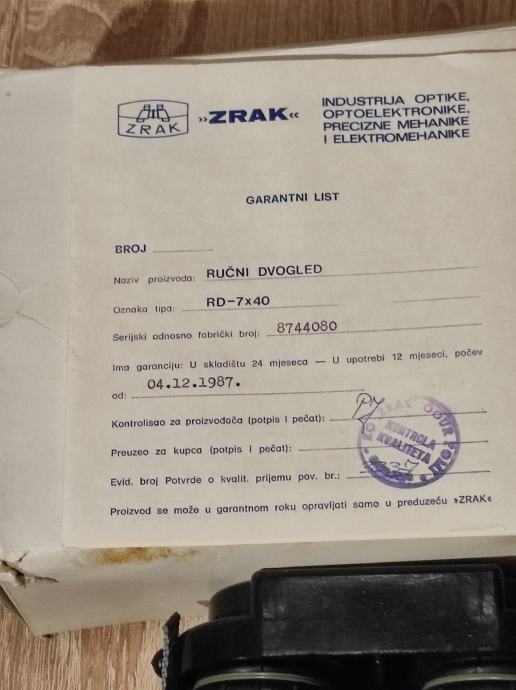 ZRAK
»ZRAK«
INDUSTRIJA OPTIKE,
OPTOELEKTRONIKE,
PRECIZNE MEHANIKE
I ELEKTROMEHANIKE
GARANTNI LIST
BROJ
Naziv proizvoda: RUČNI DVOGLED
Oznaka tipa: RD-7x40
Serijski odnosno fabrički broj: 8744080
Ima garanciju: U skladištu 24 mjeseca — U upotrebi 12 mjeseci, počev
od: 04.12.1987.
Kontrolisao za proizvođača (potpis i pečat):
KONTROLA
KVALITETA
Preuzeo za kupca (potpis i pečat):
Evid. broj Potvrde o kvalit. prijemu pov. br.:
Proizvod se može u garantnom roku opravljati samo u preduzeću »ZRAK«